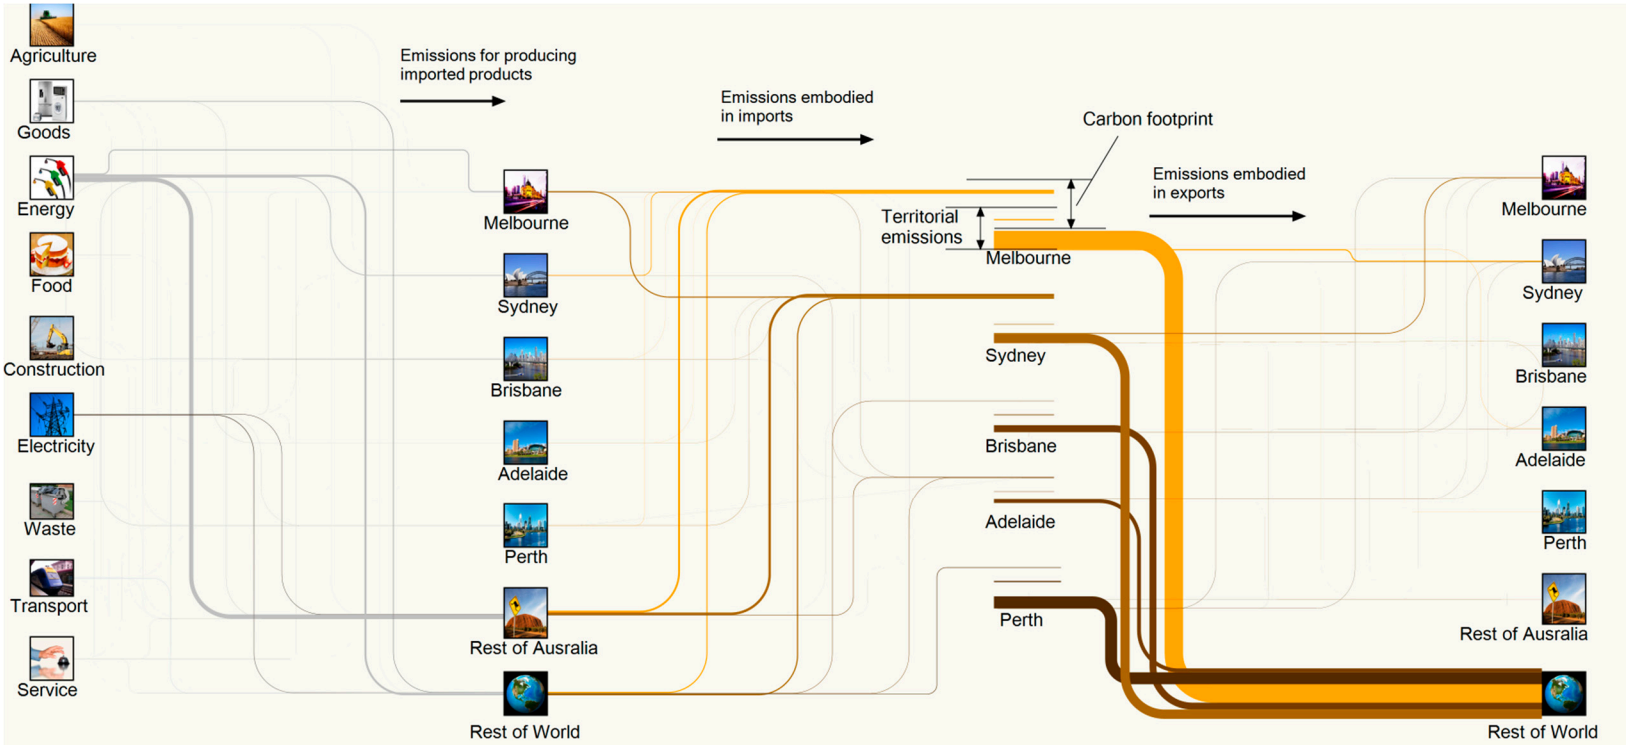 Agriculture
Goods
Energy
Food
Construction
Electricity
Waste
Transport
Service
Emissions for producing
imported products
Melbourne
Sydney
Brisbane
Adelaide
Perth
Rest of Ausralia
Rest of World
Emissions embodied
in imports
Carbon footprint
Territorial
emissions
Melbourne
Sydney
Brisbane
Adelaide
Perth
Emissions embodied
in exports
Melbourne
Sydney
Brisbane
Adelaide
Perth
Rest of Ausralia
Rest of World